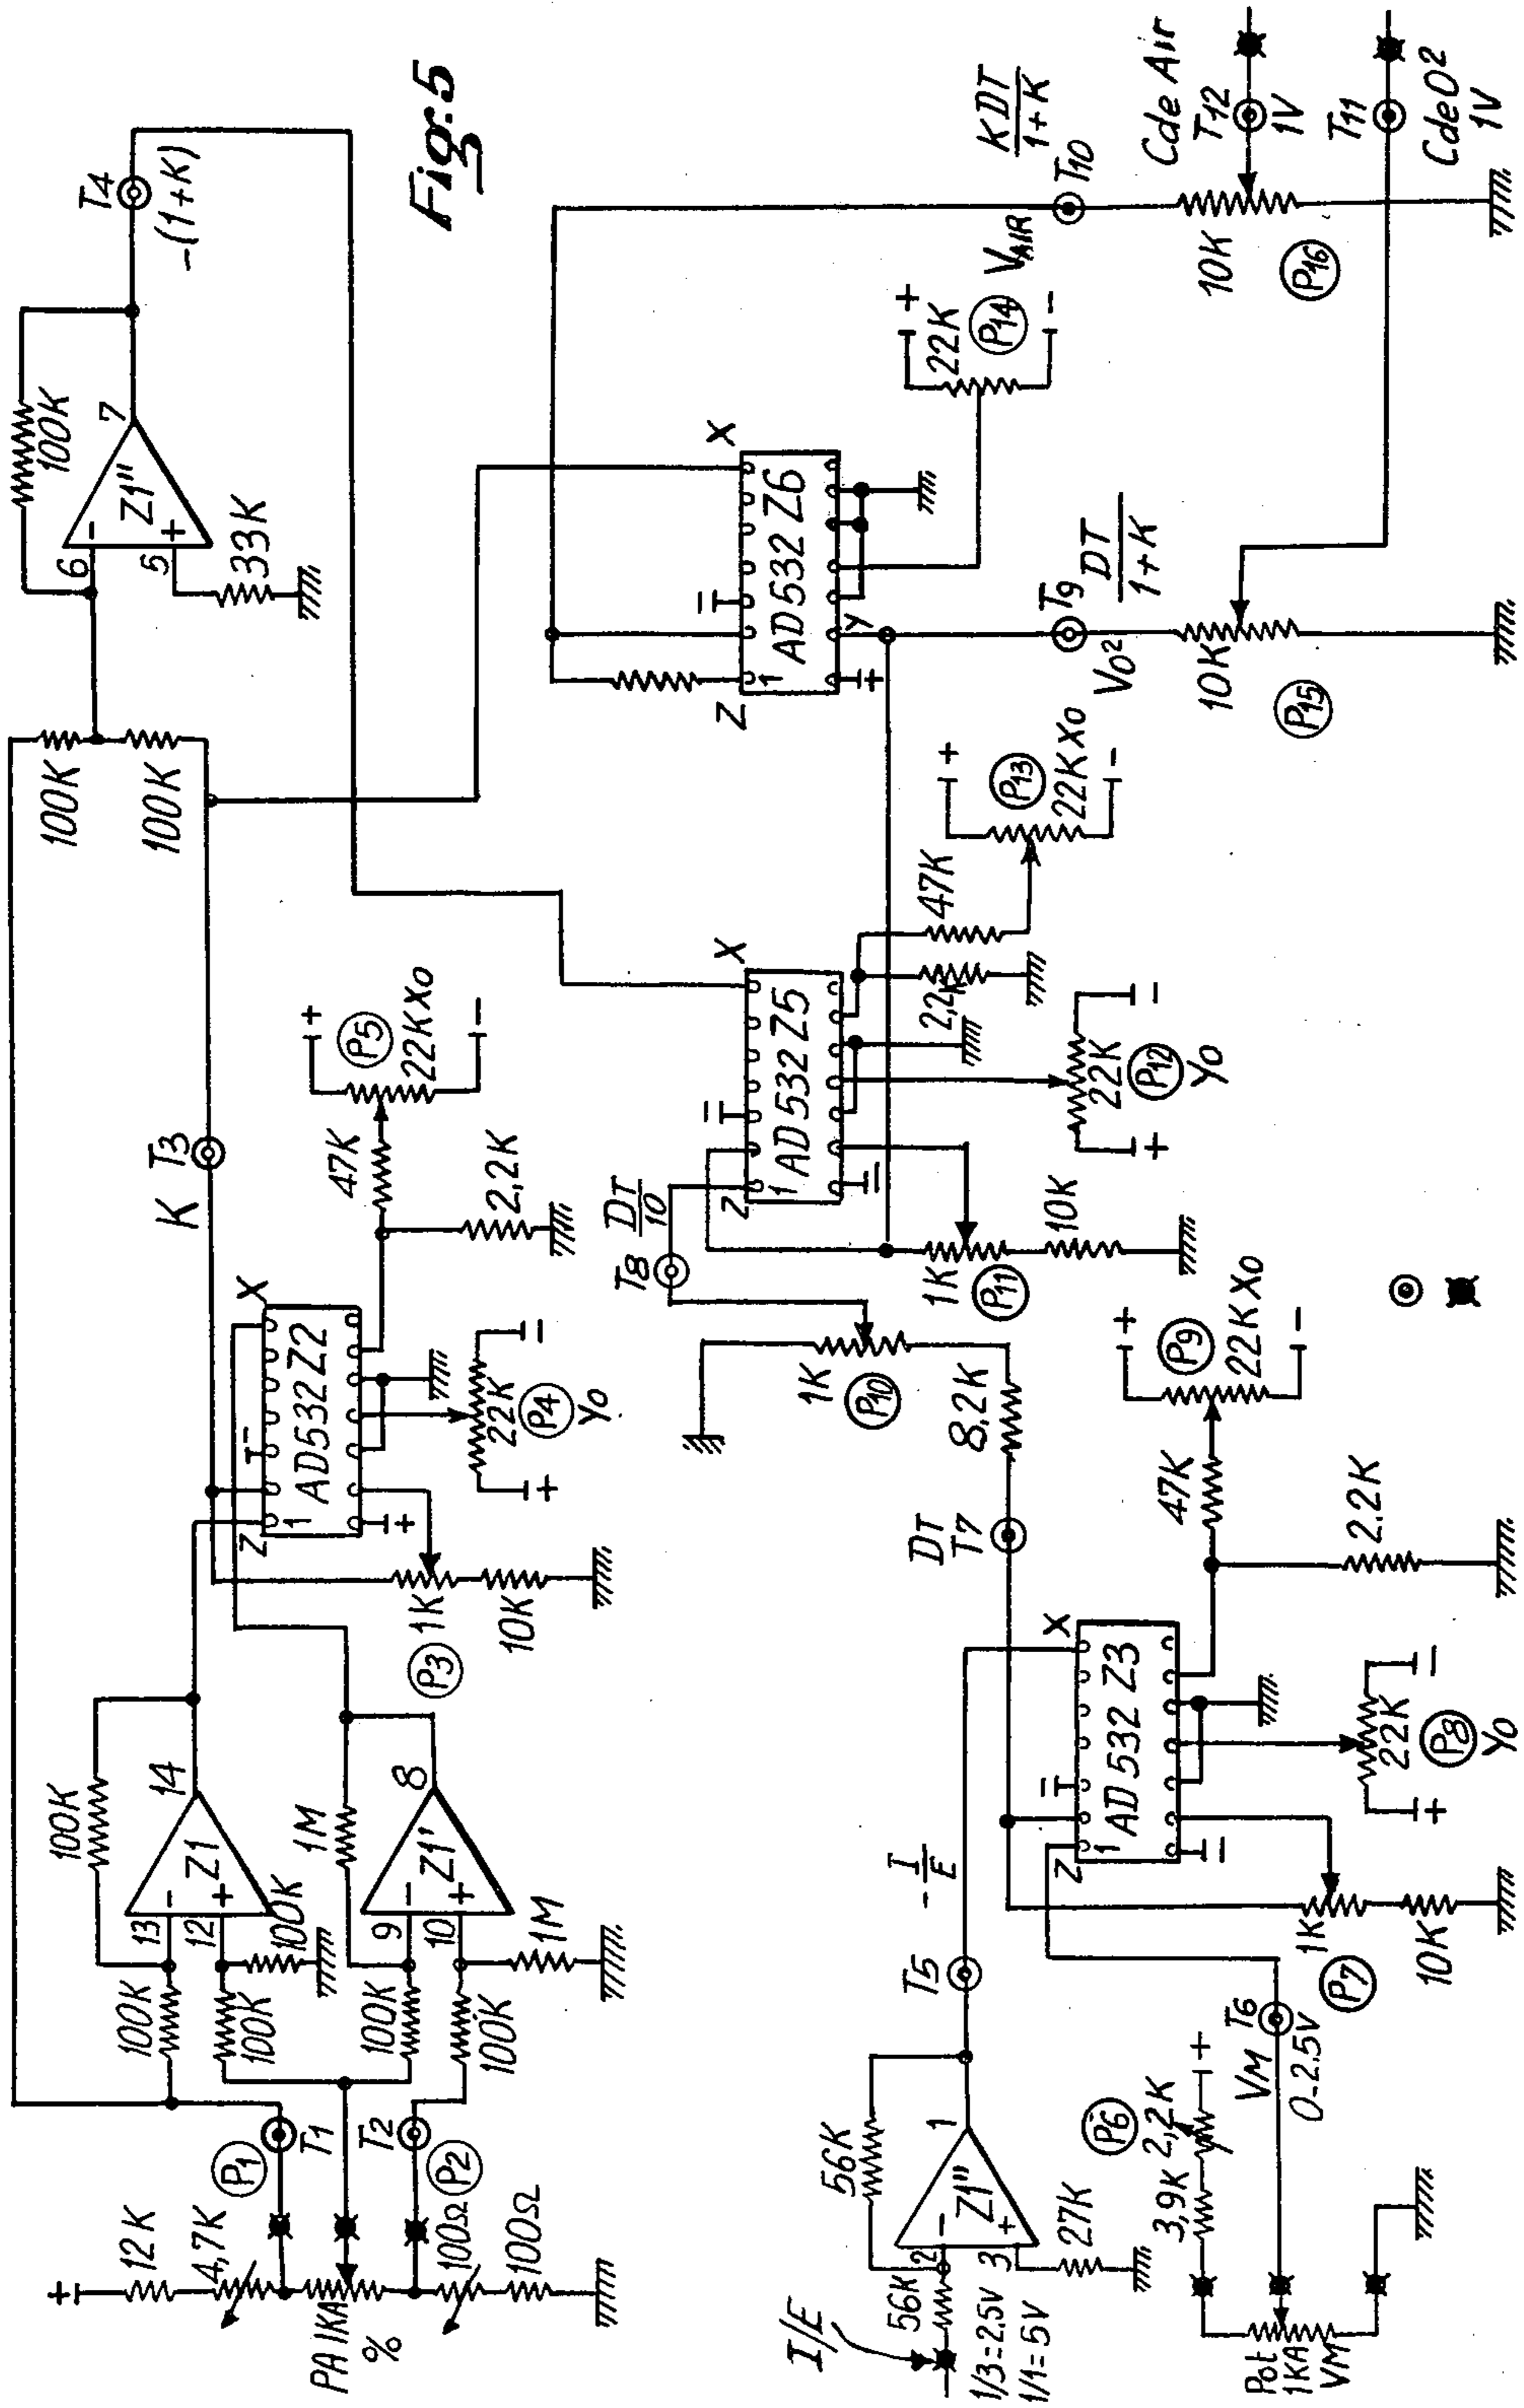 Fig.5
T4
-(1+K)
100K
7
Z1"
-
+
6
5
33K
100K
100K
T3
K
X
AD532 Z2
Z
1
T
-
+
47K
+
P5
22K Xo
-
2,2K
22K
P4
Yo
+
-
1K
P3
10K
14
100K
Z1
-
+
13
12
100K
100K
100K
8
1M
Z1'
-
+
9
10
100K
100K
1M
P1
T1
T2
P2
+
12K
4,7K
PA 1KA
%
100Ω
100Ω
KDT
1+K
T10
VAIR
Cde Air
T12
1V
T11
Cde O2
1V
10K
P16
X
AD532 Z6
Z
1
y
+
+
22K
P14
-
T9
DT
1+K
VO2
10K
P15
X
AD532 Z5
Z
1
47K
+
P13
22K Xo
-
2,2K
22K
P12
Yo
+
-
T8
DT
10
1K
P11
10K
1K
P10
8,2K
DT
T7
X
AD532 Z3
Z
1
47K
+
P9
22K Xo
-
2.2K
22K
P8
Yo
+
-
1K
P7
10K
- I
E
T5
56K
1
Z1"
-
+
2
3
27K
56K
I/E
1/3=2.5V
1/1=5V
P6
2,2K
+
3,9K
VM
T6
0-2.5V
Pot
1KA
VM